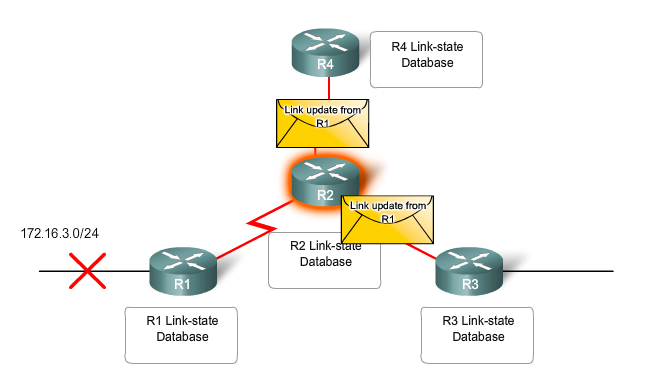 R4
R4 Link-state
Database
Link update from
R1
R2
Link update from
R1
172.16.3.0/24
R2 Link-state
Database
R1
R3
R1 Link-state
Database
R3 Link-state
Database